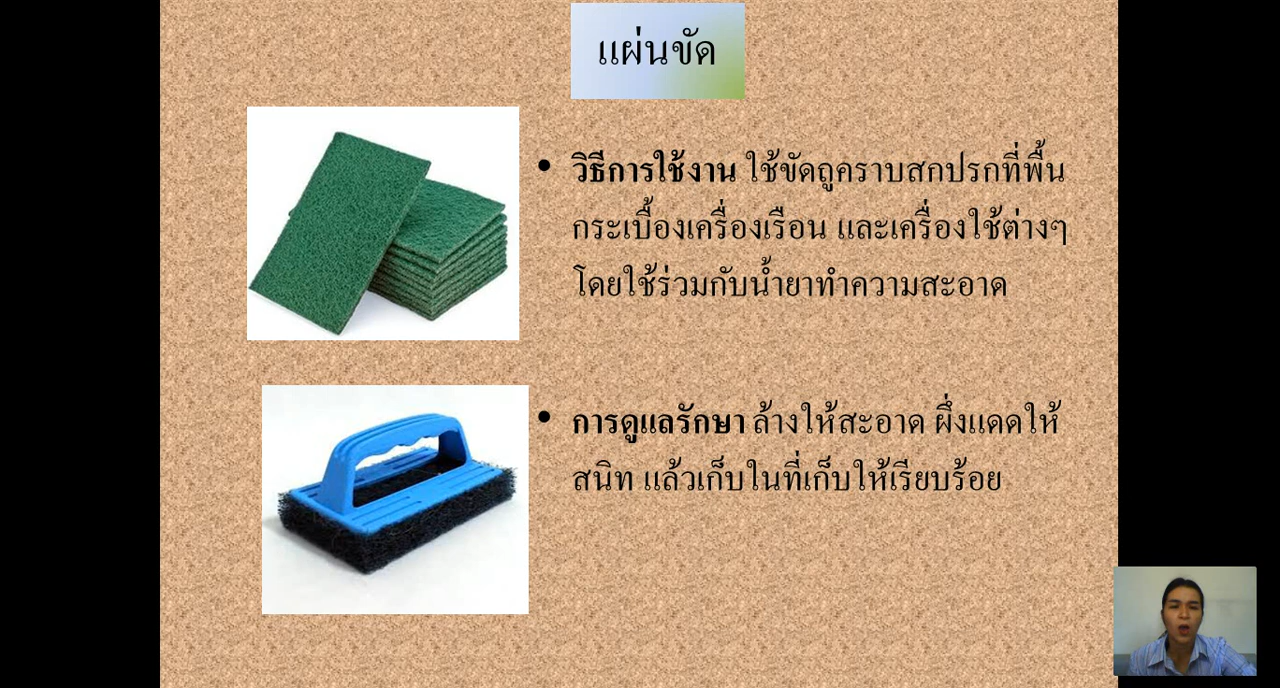 แผ่นขัด
• วิธีการใช้งาน ใช้ขัดถูคราบสกปรกที่พื้น
กระเบื้องเครื่องเรือน และเครื่องใช้ต่างๆ
โดยใช้ร่วมกับน้ำยาทำความสะอาด
• การดูแลรักษา ล้างให้สะอาด ผึ่งแดดให้
สนิท แล้วเก็บในที่เก็บให้เรียบร้อย